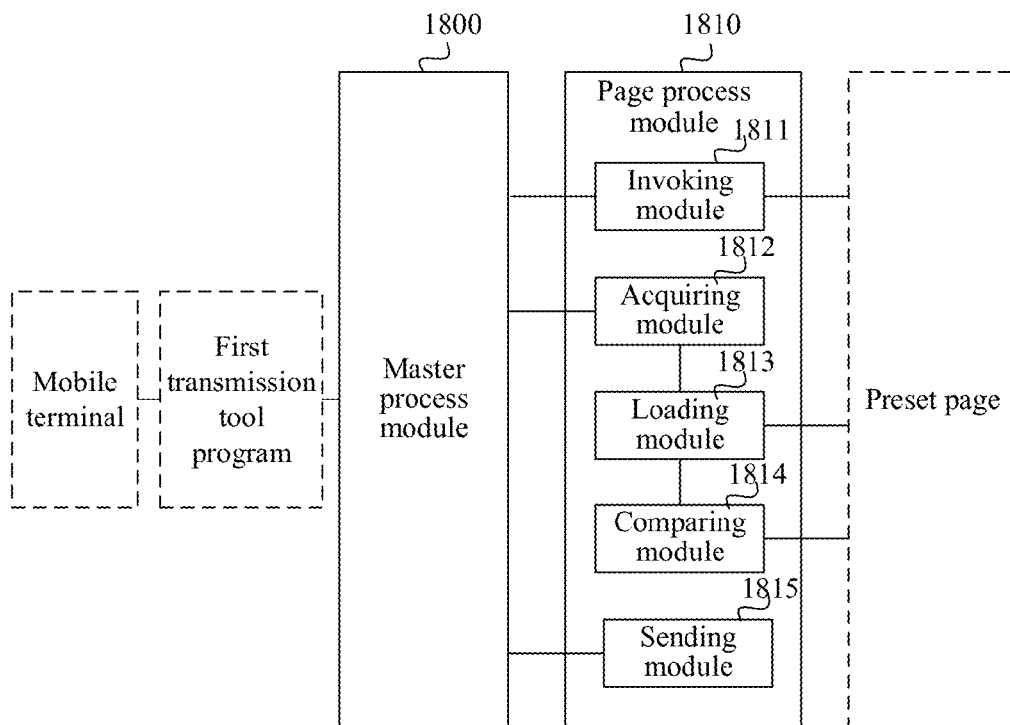 1800
1810
Page process
module
1811
Invoking
module
1812
Acquiring
module
1813
Loading
module
1814
Comparing
module
1815
Sending
module
Mobile
terminal
First
transmission
tool
program
Master
process
module
Preset page